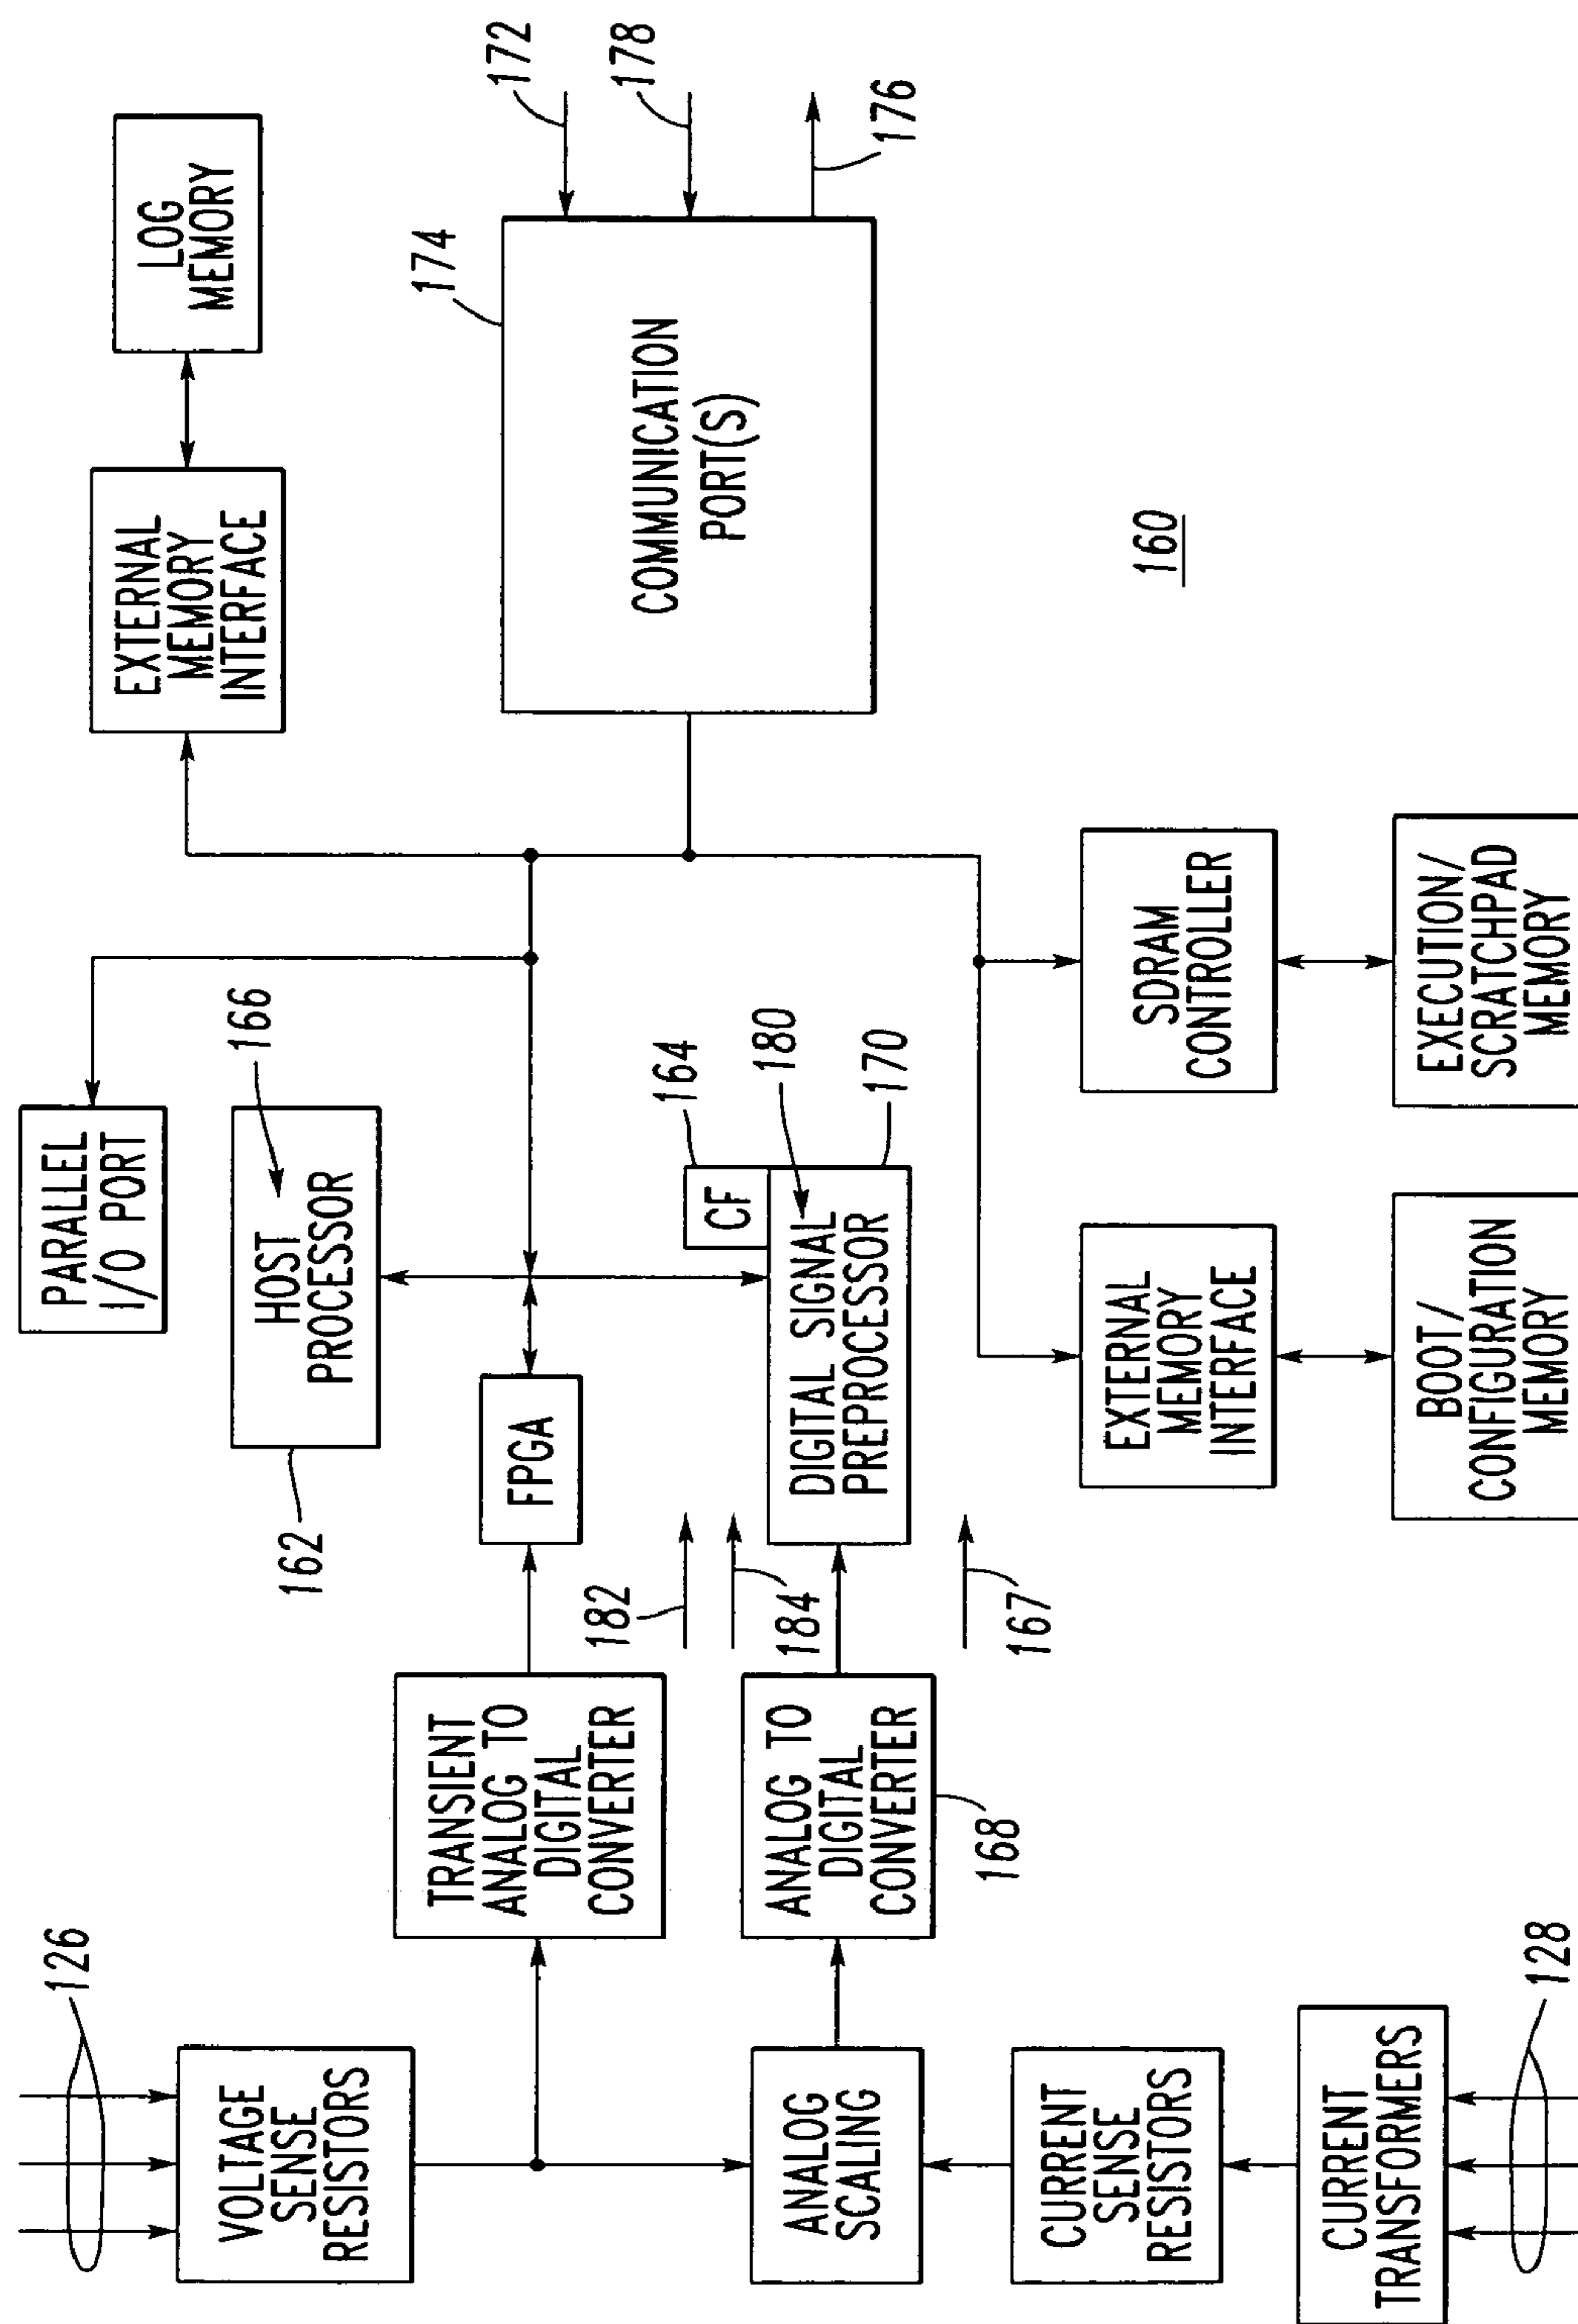 126
VOLTAGE
SENSE
RESISTORS
TRANSIENT
ANALOG TO
DIGITAL
CONVERTER
182
184
FPGA
162
HOST
PROCESSOR
166
PARALLEL
I/O PORT
EXTERNAL
MEMORY
INTERFACE
LOG
MEMORY
172
178
176
174
COMMUNICATION
PORT(S)
160
ANALOG
SCALING
ANALOG TO
DIGITAL
CONVERTER
168
167
CF
164
DIGITAL SIGNAL
PREPROCESSOR
180
170
CURRENT
SENSE
RESISTORS
CURRENT
TRANSFORMERS
128
EXTERNAL
MEMORY
INTERFACE
BOOT/
CONFIGURATION
MEMORY
SDRAM
CONTROLLER
EXECUTION/
SCRATCHPAD
MEMORY